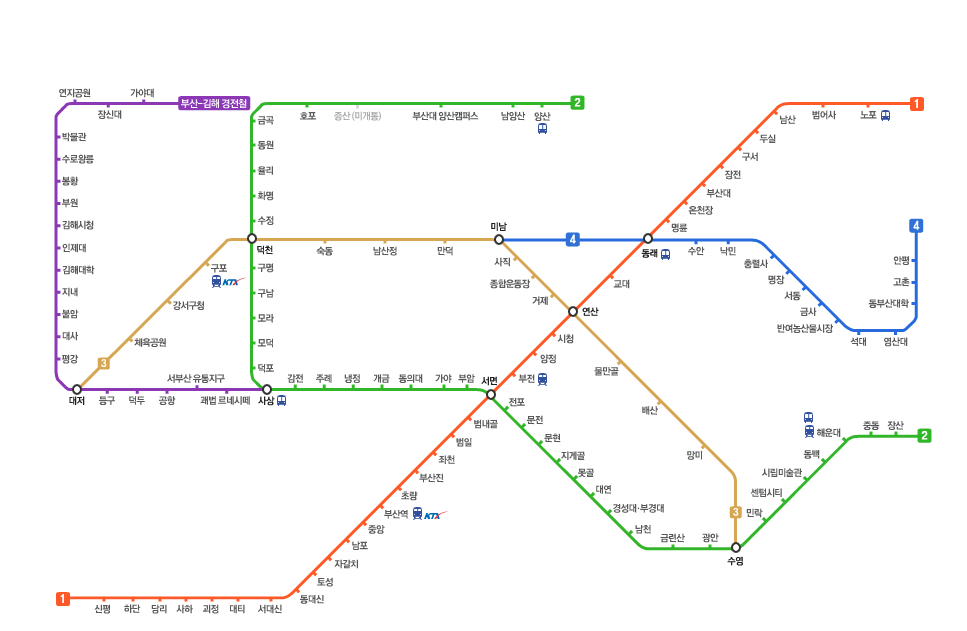 연지공원
가야대
부산-김해 경전철
장신대
박물관
수로왕릉
봉황
부원
김해시청
인제대
김해대학
지내
불암
대사
평강
대저
등구
덕두
공항
서부산 유통지구
괘법 르네시떼
사상
2
호포
증산 (미개통)
부산대 양산캠퍼스
남양산
양산
금곡
동원
율리
화명
수정
덕천
구명
구남
모라
모덕
덕포
감전
주례
냉정
개금
동의대
가야
부암
서면
전포
문전
문현
지게골
못골
대연
경성대·부경대
남천
금련산
광안
수영
민락
센텀시티
시립미술관
동백
해운대
중동
장산
2
3
체육공원
강서구청
구포
KTX
숙등
남산정
만덕
미남
사직
종합운동장
거제
연산
물만골
배산
망미
3
4
동래
수안
낙민
충렬사
명장
서동
금사
반여농산물시장
석대
영산대
동부산대학
고촌
안평
4
1
노포
범어사
남산
두실
구서
장전
부산대
온천장
명륜
교대
시청
양정
부전
범내골
범일
좌천
부산진
초량
부산역
KTX
중앙
남포
자갈치
토성
동대신
서대신
대티
괴정
사하
당리
하단
신평
1